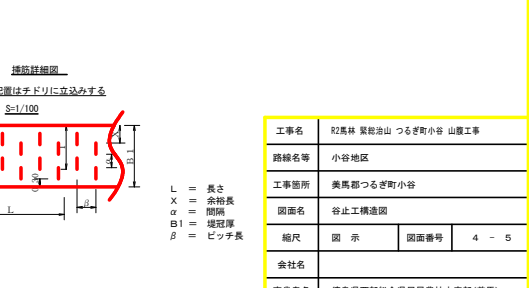 挿筋詳細図
配置はチドリに立込みする
S=1/100
X
L
B1
L
β
L = 長さ
X = 余裕長
α = 間隔
B1 = 堤冠厚
β = ピッチ長
工事名 R2馬林 緊総治山 つるぎ町小谷 山腹工事
路線名等 小谷地区
工事箇所 美馬郡つるぎ町小谷
図面名 谷止工構造図
縮尺 図 示 図面番号 4 - 5
会社名